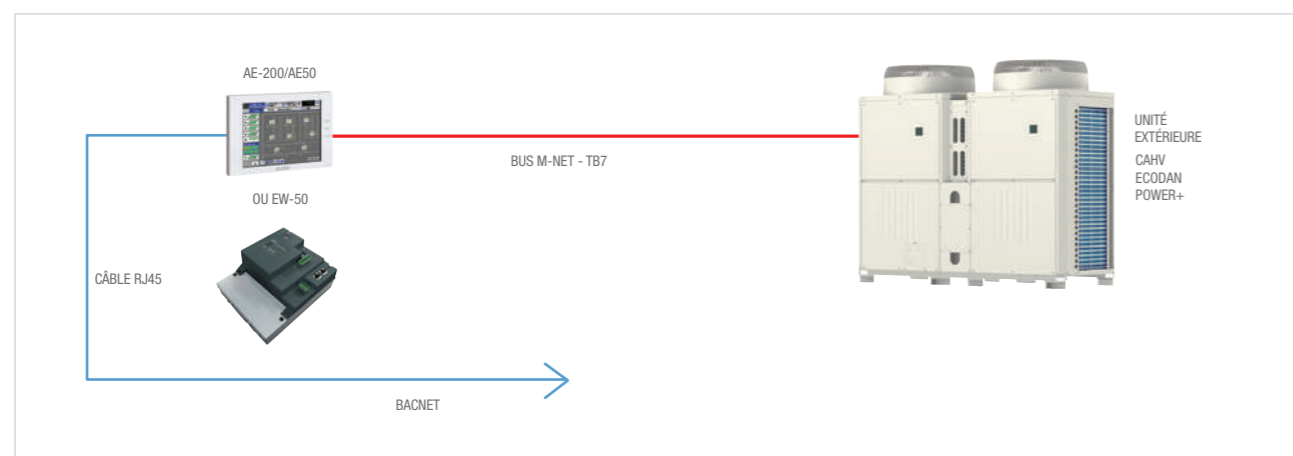 AE-200/AE50
OU EW-50
CÂBLE RJ45
BUS M-NET - TB7
BACNET
UNITÉ
EXTÉRIEURE
CAHV
ECODAN
POWER+